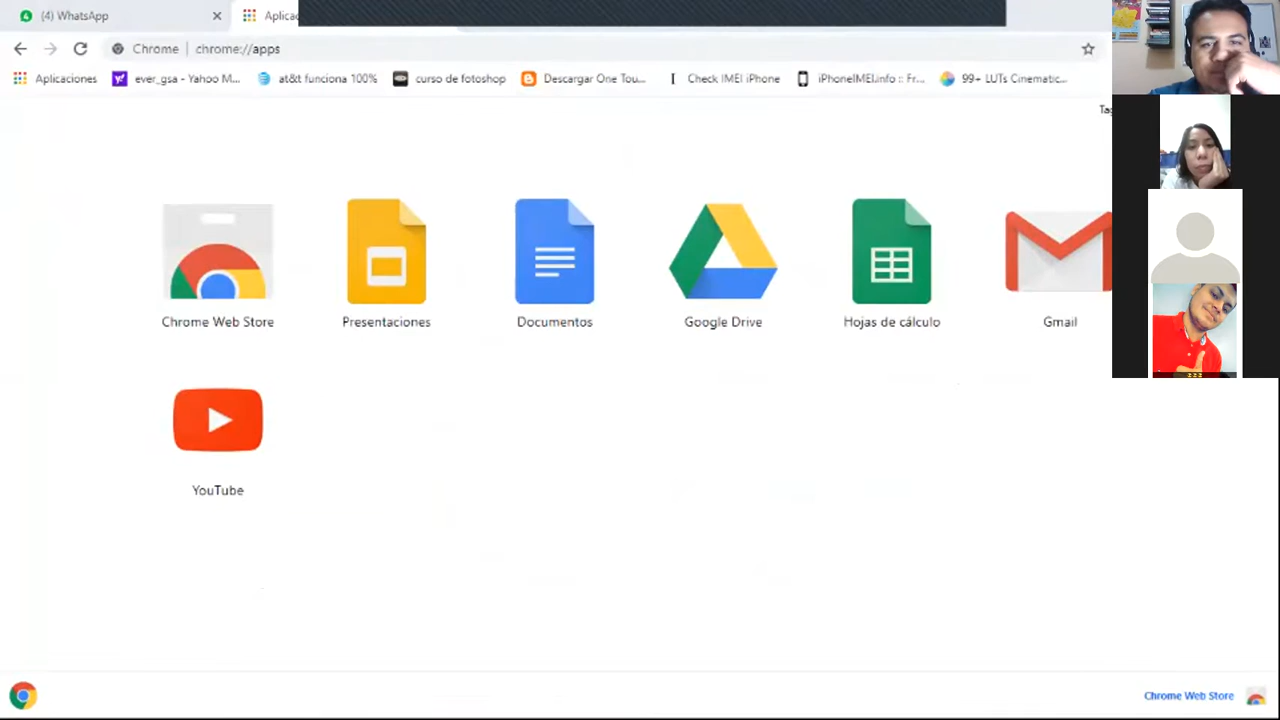 (4) WhatsApp
Aplicac
Chrome | chrome://apps
Aplicaciones
ever_gsa - Yahoo M...
at&t funciona 100%
curso de fotoshop
Descargar One Tou...
Check IMEI iPhone
iPhoneIMEI.info :: Fr...
99+ LUTs Cinematic...
Chrome Web Store
Presentaciones
Documentos
Google Drive
Hojas de cálculo
Gmail
YouTube
Chrome Web Store